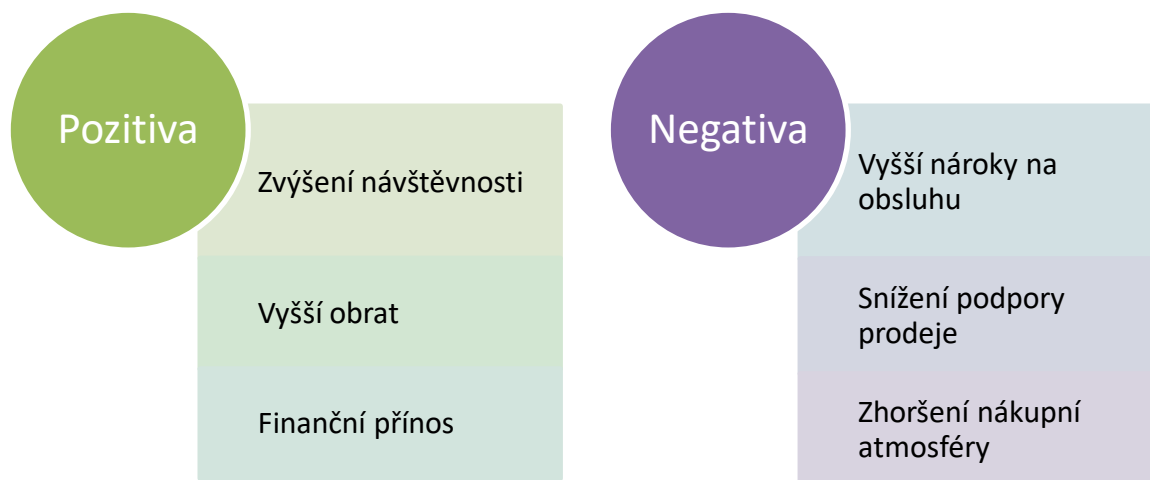 Pozitiva
Zvýšení návštěvnosti
Vyšší obrat
Finanční přínos
Negativa
Vyšší nároky na
obsluhu
Snížení podpory
prodeje
Zhoršení nákupní
atmosféry